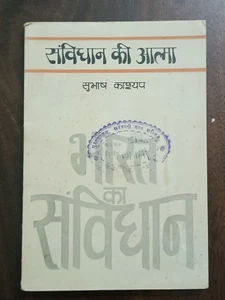 संविधान की आत्मा
सुभाष काश्यप
भारत
का
संविधान